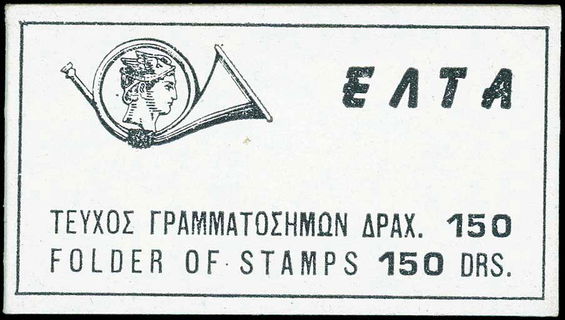 ΕΛΤΑ
ΤΕΥΧΟΣ ΓΡΑΜΜΑΤΟΣΗΜΩΝ ΔΡΑΧ. 150
FOLDER OF STAMPS 150 DRS.